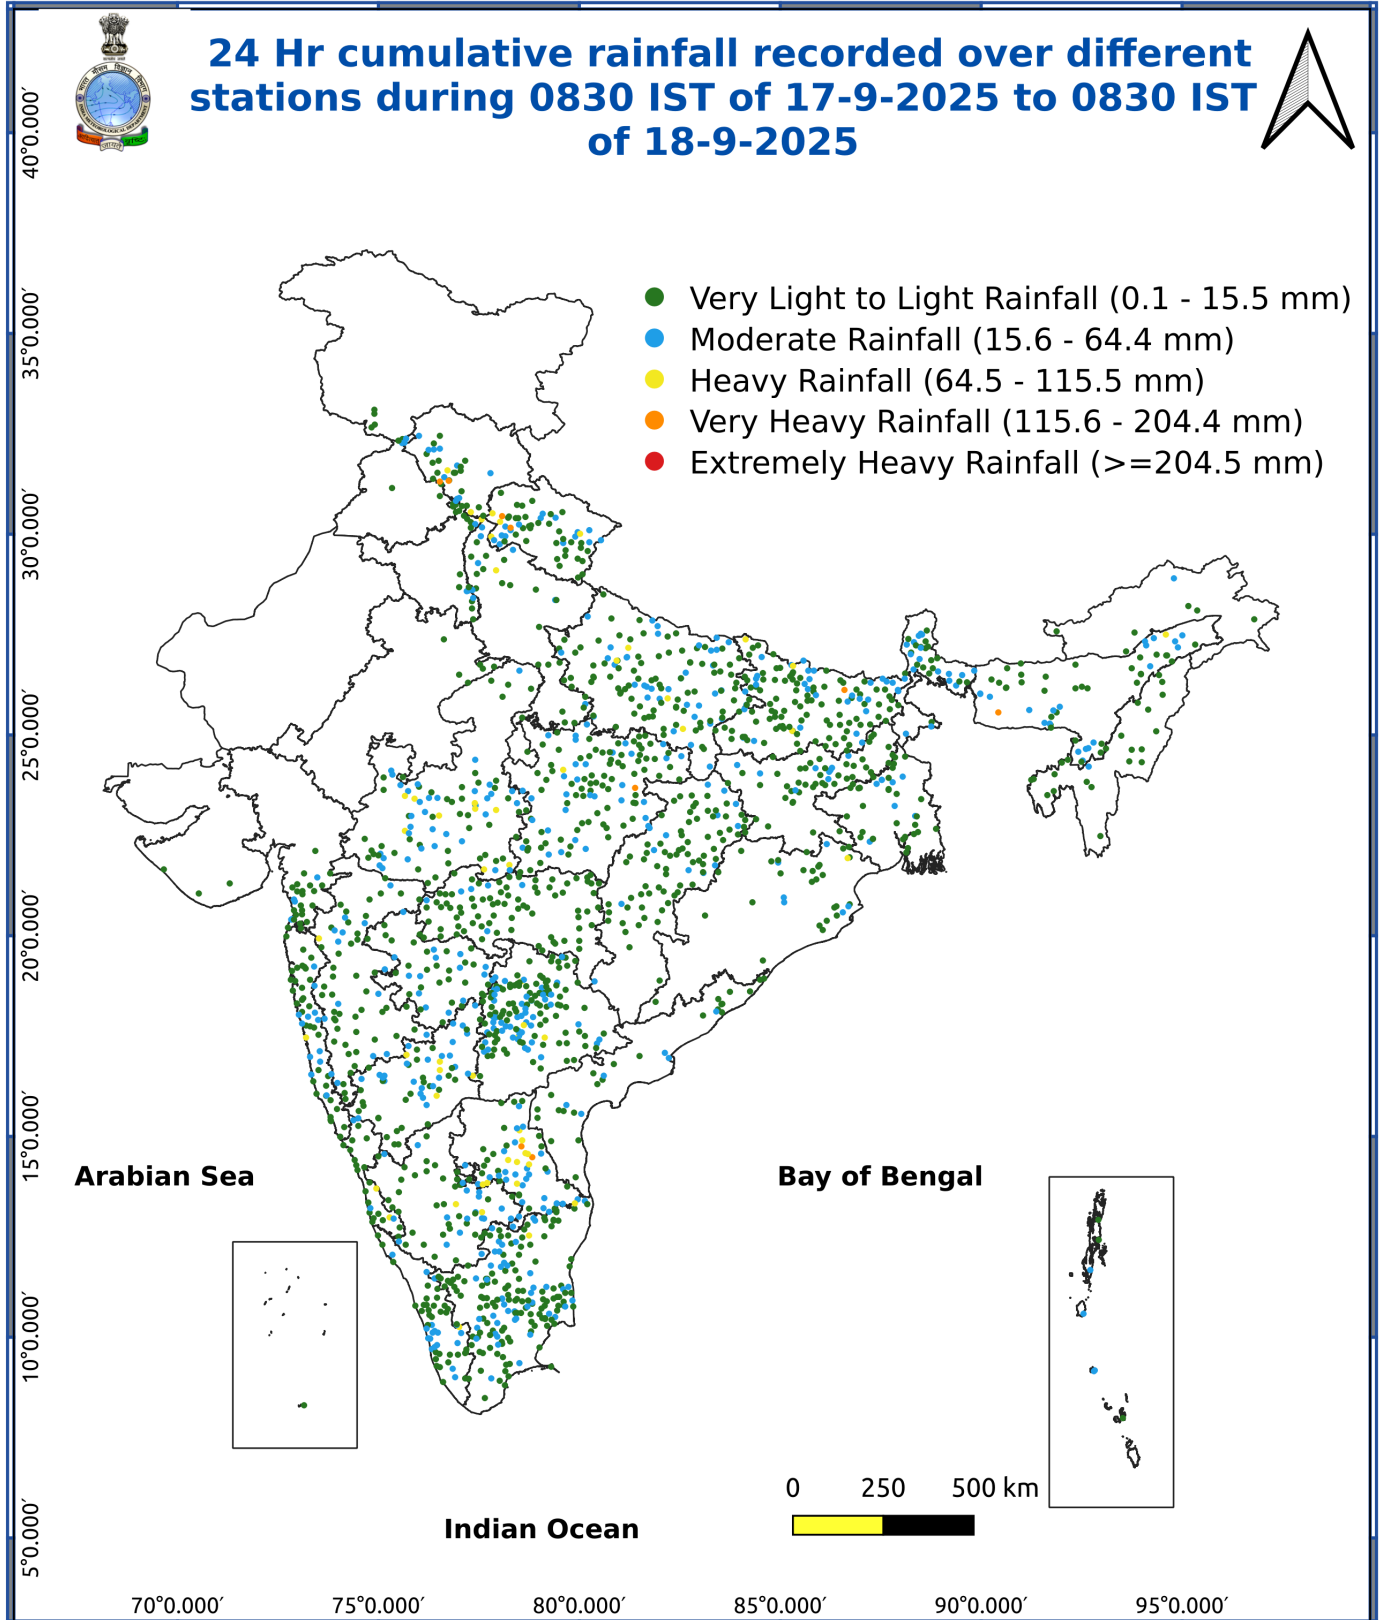 24 Hr cumulative rainfall recorded over different
stations during 0830 IST of 17-9-2025 to 0830 IST
of 18-9-2025
Very Light to Light Rainfall (0.1 - 15.5 mm)
Moderate Rainfall (15.6 - 64.4 mm)
Heavy Rainfall (64.5 - 115.5 mm)
Very Heavy Rainfall (115.6 - 204.4 mm)
Extremely Heavy Rainfall (>=204.5 mm)
40°0.000′
35°0.000′
30°0.000′
25°0.000′
20°0.000′
15°0.000′
10°0.000′
5°0.000′
Arabian Sea
Bay of Bengal
Indian Ocean
0 250 500 km
70°0.000′ 75°0.000′ 80°0.000′ 85°0.000′ 90°0.000′ 95°0.000′